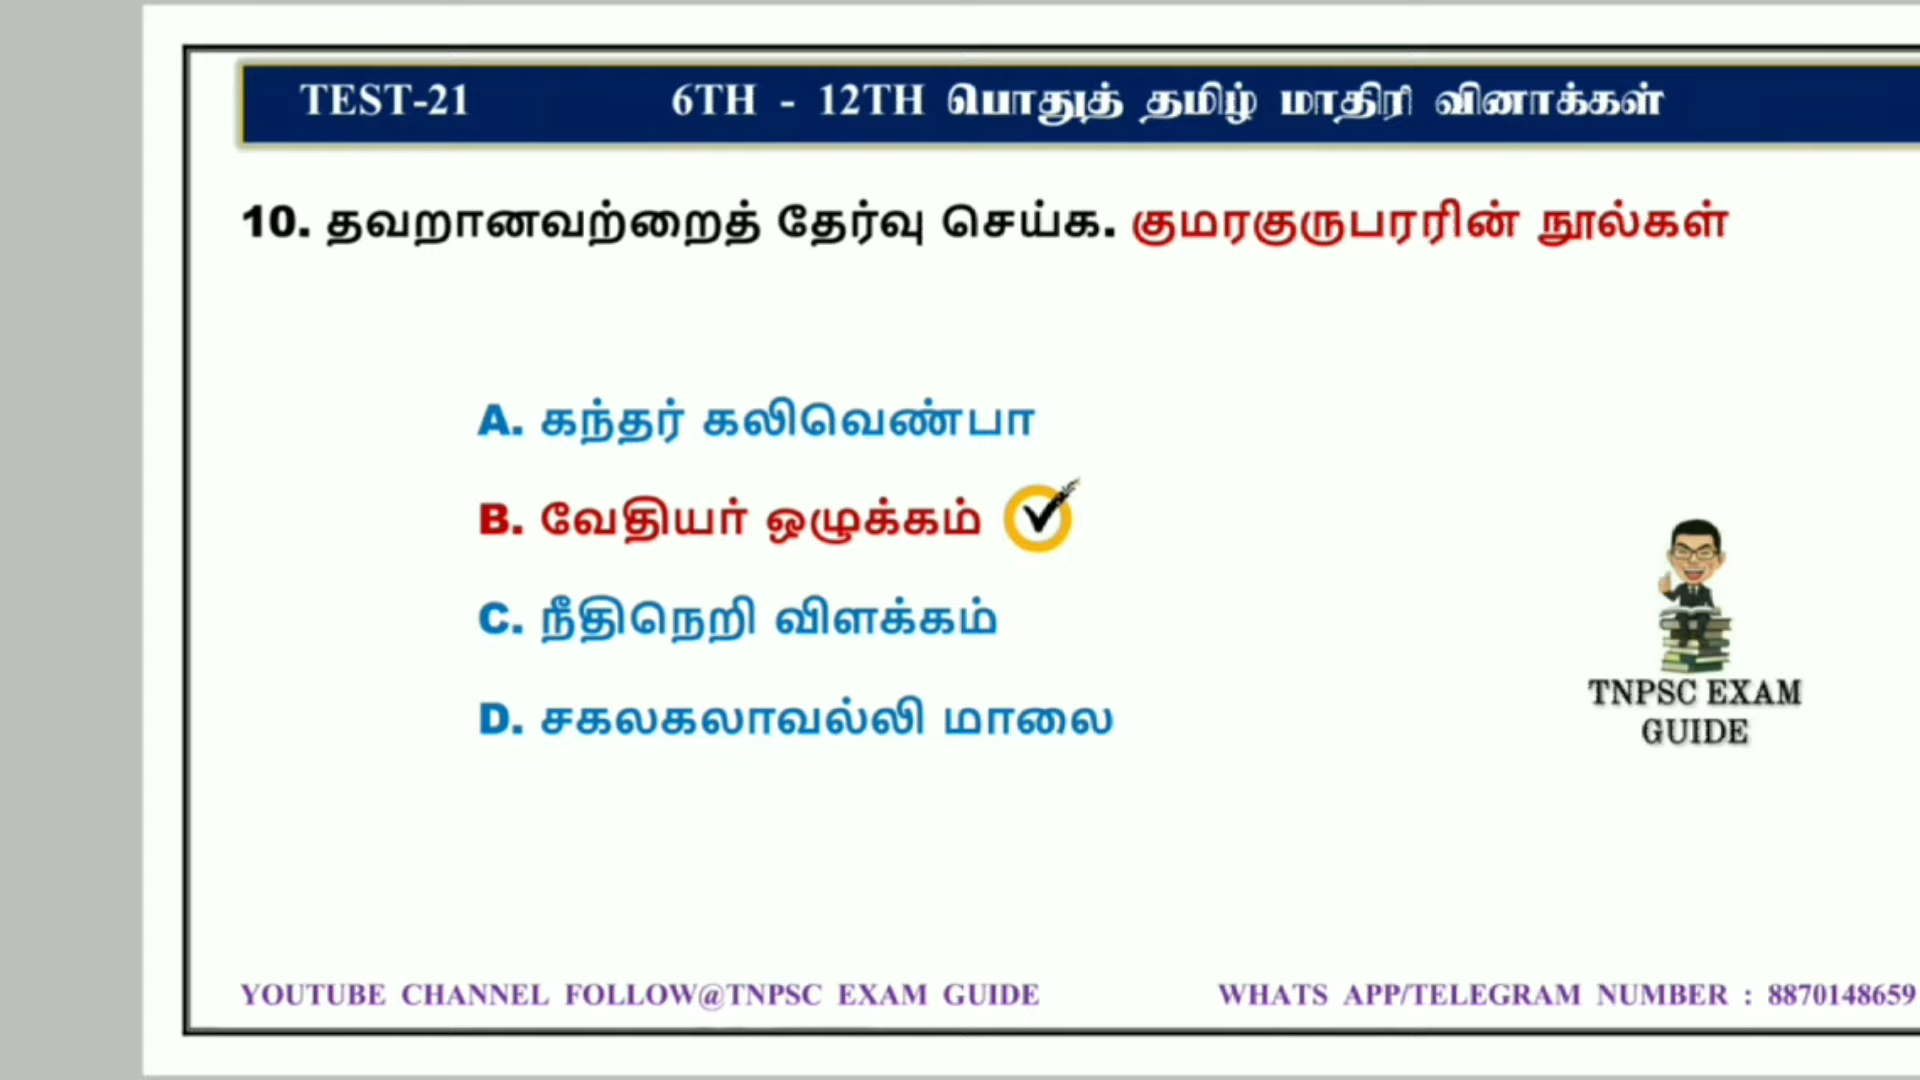 TEST-21 6TH - 12TH பொதுத் தமிழ் மாதிரி வினாக்கள்
10. தவறானவற்றைத் தேர்வு செய்க. குமரகுருபரரின் நூல்கள்
A. கந்தர் கலிவெண்பா
B. வேதியர் ஒழுக்கம்
C. நீதிநெறி விளக்கம்
D. சகலகலாவல்லி மாலை
TNPSC EXAM
GUIDE
YOUTUBE CHANNEL FOLLOW@TNPSC EXAM GUIDE WHATS APP/TELEGRAM NUMBER : 8870148659